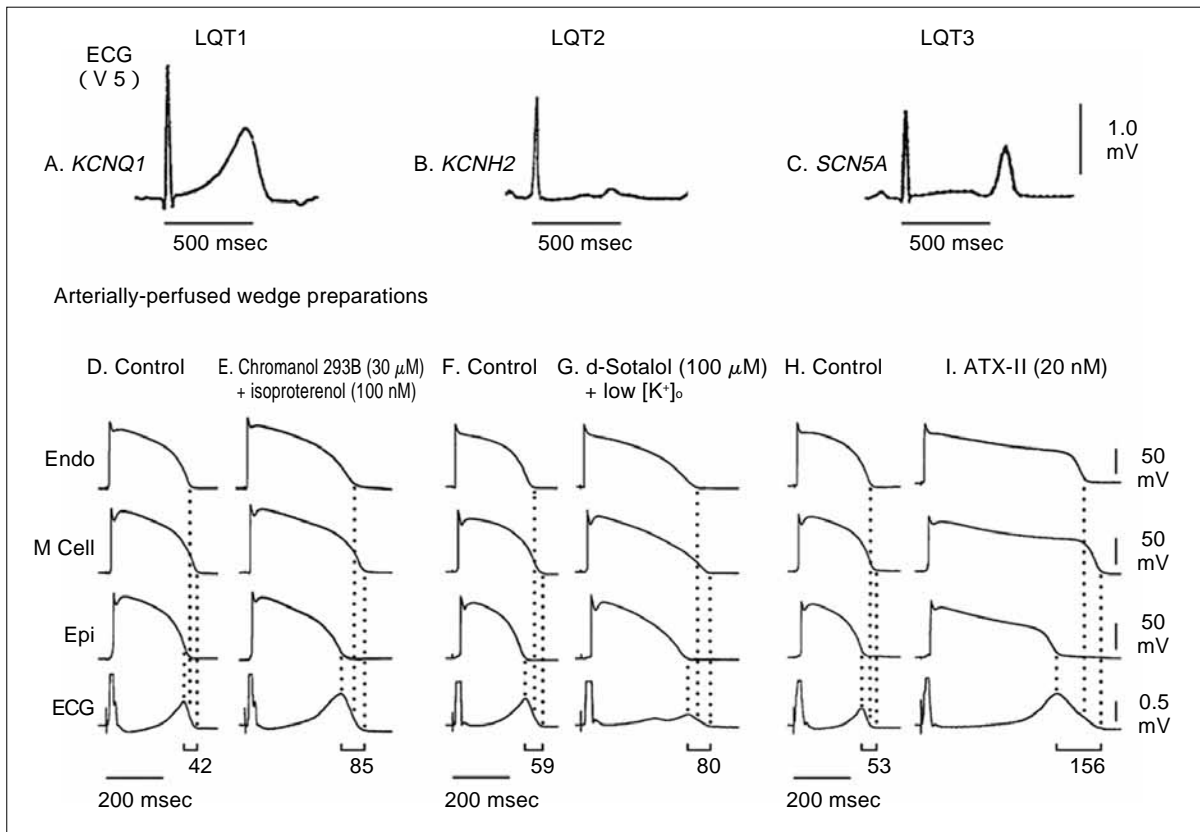 LQT1 LQT2 LQT3
ECG
( V 5 )
1.0
mV
A. KCNQ1 B. KCNH2 C. SCN5A
500 msec 500 msec 500 msec
Arterially-perfused wedge preparations
D. Control E. Chromanol 293B (30 μM) F. Control G. d-Sotalol (100 μM) H. Control I. ATX-II (20 nM)
+ isoproterenol (100 nM) + low [K⁺]ₒ
Endo 50
mV
M Cell 50
mV
Epi 50
mV
ECG 0.5
mV
42 85 59 80 53 156
200 msec 200 msec 200 msec